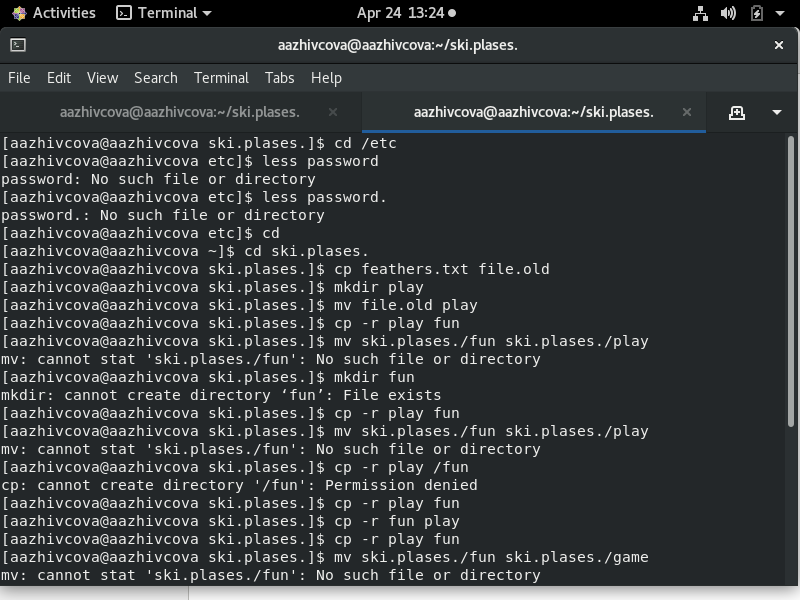 Activities
Terminal
Apr 24 13:24
aazhivcova@aazhivcova:~/ski.plases.
File Edit View Search Terminal Tabs Help
aazhivcova@aazhivcova:~/ski.plases. × aazhivcova@aazhivcova:~/ski.plases. ×
[aazhivcova@aazhivcova ski.plases.]$ cd /etc
[aazhivcova@aazhivcova etc]$ less password
password: No such file or directory
[aazhivcova@aazhivcova etc]$ less password.
password.: No such file or directory
[aazhivcova@aazhivcova etc]$ cd
[aazhivcova@aazhivcova ~]$ cd ski.plases.
[aazhivcova@aazhivcova ski.plases.]$ cp feathers.txt file.old
[aazhivcova@aazhivcova ski.plases.]$ mkdir play
[aazhivcova@aazhivcova ski.plases.]$ mv file.old play
[aazhivcova@aazhivcova ski.plases.]$ cp -r play fun
[aazhivcova@aazhivcova ski.plases.]$ mv ski.plases./fun ski.plases./play
mv: cannot stat 'ski.plases./fun': No such file or directory
[aazhivcova@aazhivcova ski.plases.]$ mkdir fun
mkdir: cannot create directory ‘fun’: File exists
[aazhivcova@aazhivcova ski.plases.]$ cp -r play fun
[aazhivcova@aazhivcova ski.plases.]$ mv ski.plases./fun ski.plases./play
mv: cannot stat 'ski.plases./fun': No such file or directory
[aazhivcova@aazhivcova ski.plases.]$ cp -r play /fun
cp: cannot create directory '/fun': Permission denied
[aazhivcova@aazhivcova ski.plases.]$ cp -r play fun
[aazhivcova@aazhivcova ski.plases.]$ cp -r fun play
[aazhivcova@aazhivcova ski.plases.]$ cp -r play fun
[aazhivcova@aazhivcova ski.plases.]$ mv ski.plases./fun ski.plases./game
mv: cannot stat 'ski.plases./fun': No such file or directory